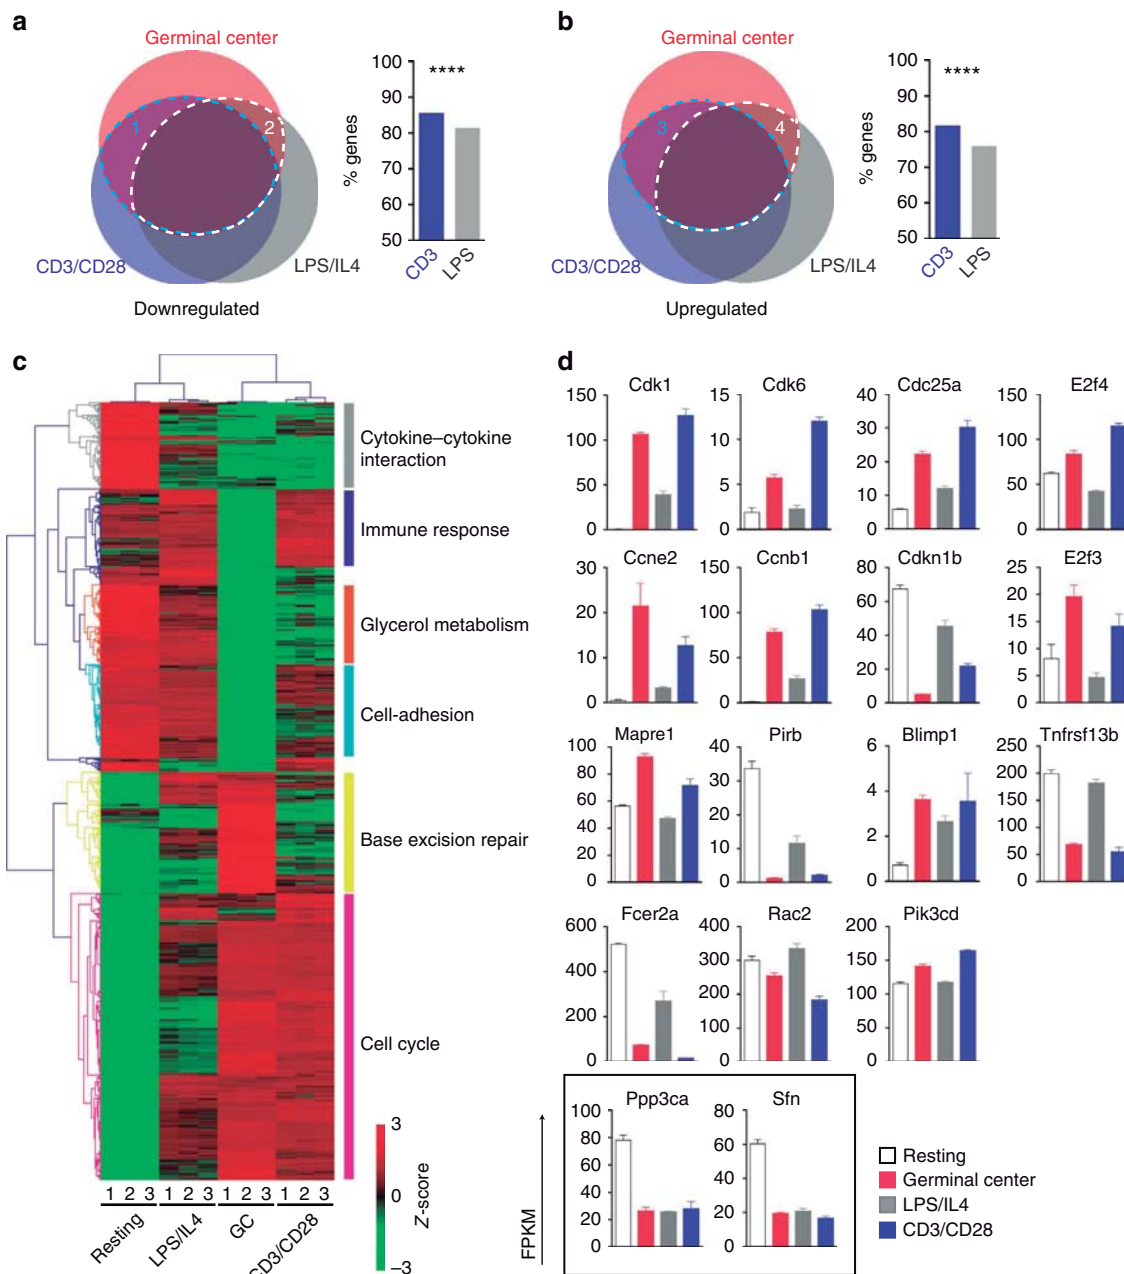 a
Germinal center
1
2
CD3/CD28
LPS/IL4
Downregulated
% genes
100
90
80
70
60
50
****
CD3
LPS
b
Germinal center
3
4
CD3/CD28
LPS/IL4
Upregulated
% genes
100
90
80
70
60
50
****
CD3
LPS
c
Cytokine–cytokine
interaction
Immune response
Glycerol metabolism
Cell-adhesion
Base excision repair
Cell cycle
1 2 3 1 2 3 1 2 3 1 2 3
Resting
LPS/IL4
GC
CD3/CD28
3
0
–3
Z-score
d
Cdk1
150
100
50
0
Cdk6
15
10
5
0
Cdc25a
40
30
20
10
0
E2f4
150
100
50
0
Ccne2
30
20
10
0
Ccnb1
150
100
50
0
Cdkn1b
80
60
40
20
0
E2f3
25
20
15
10
5
0
Mapre1
100
80
60
40
20
0
Pirb
40
30
20
10
0
Blimp1
6
4
2
0
Tnfrsf13b
250
200
150
100
50
0
Fcer2a
600
400
200
0
Rac2
400
300
200
100
0
Pik3cd
200
150
100
50
0
FPKM
Ppp3ca
100
80
60
40
20
0
Sfn
80
60
40
20
0
Resting
Germinal center
LPS/IL4
CD3/CD28